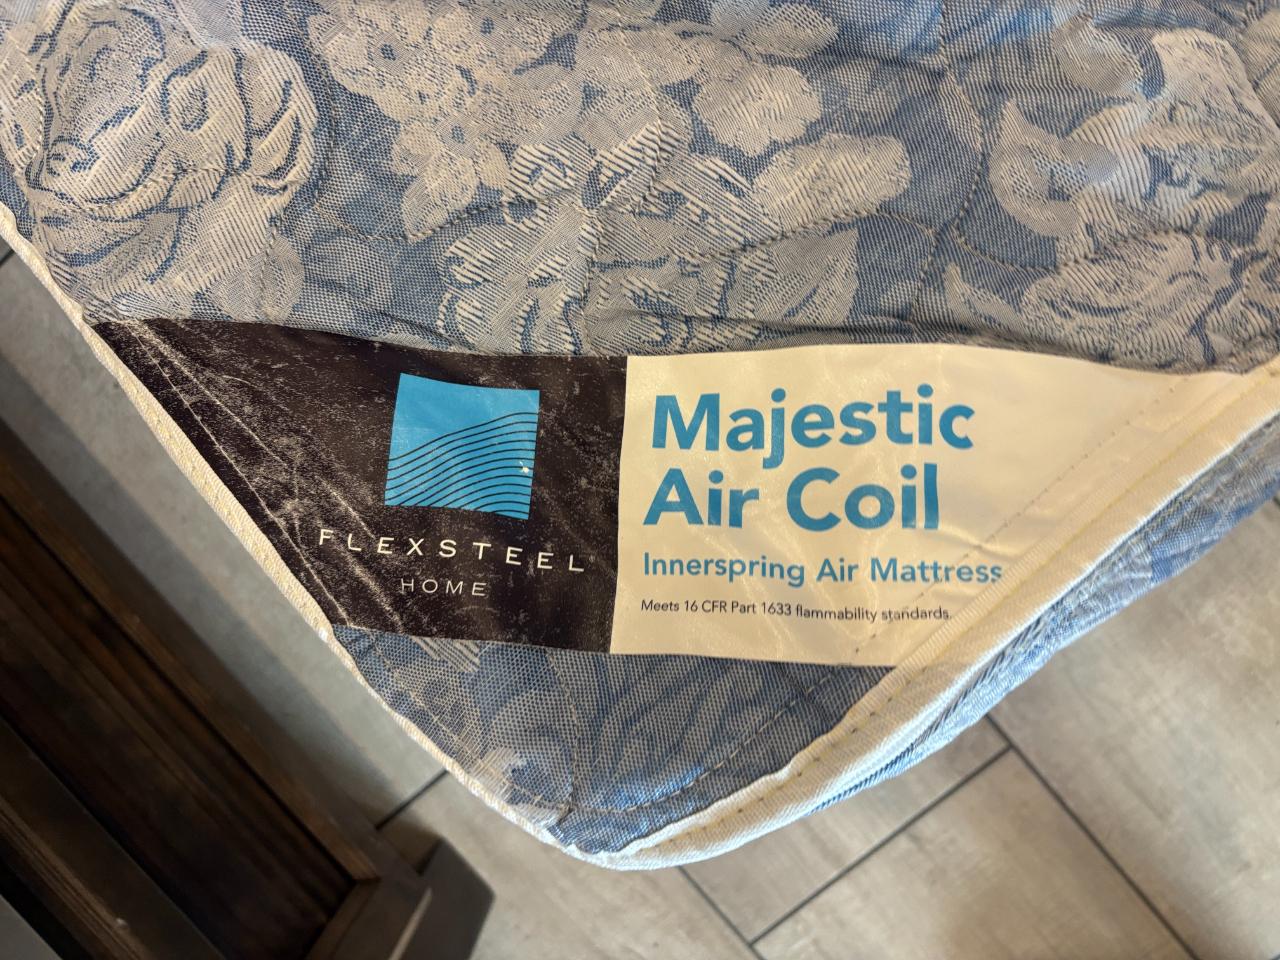 FLEXSTEEL
HOME
Majestic
Air Coil
Innerspring Air Mattress
Meets 16 CFR Part 1633 flammability standards.